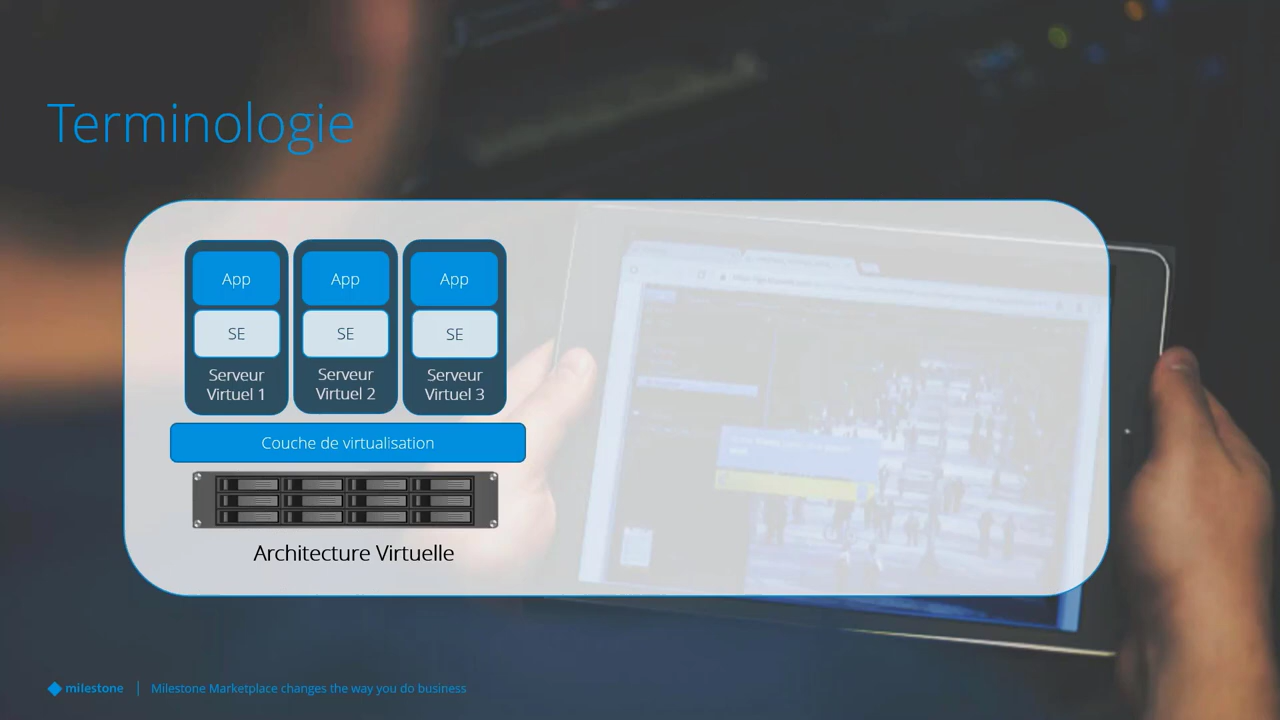 Terminologie
App
App
App
SE
SE
SE
Serveur
Virtuel 1
Serveur
Virtuel 2
Serveur
Virtuel 3
Couche de virtualisation
Architecture Virtuelle
milestone
Milestone Marketplace changes the way you do business